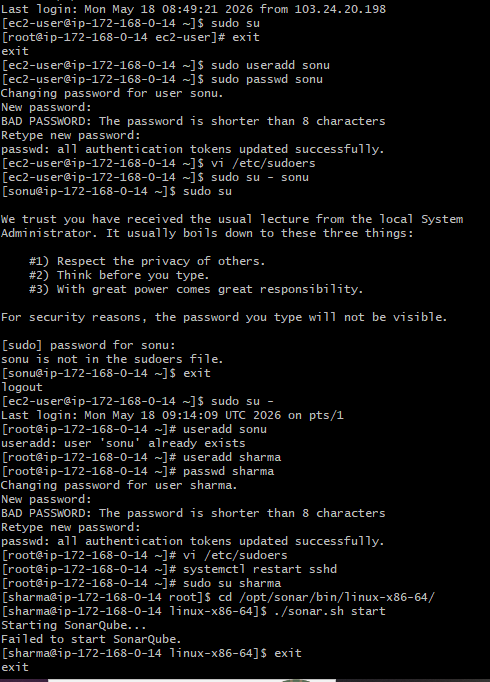 Last login: Mon May 18 08:49:21 2026 from 103.24.20.198
[ec2-user@ip-172-168-0-14 ~]$ sudo su
[root@ip-172-168-0-14 ec2-user]# exit
exit
[ec2-user@ip-172-168-0-14 ~]$ sudo useradd sonu
[ec2-user@ip-172-168-0-14 ~]$ sudo passwd sonu
Changing password for user sonu.
New password:
BAD PASSWORD: The password is shorter than 8 characters
Retype new password:
passwd: all authentication tokens updated successfully.
[ec2-user@ip-172-168-0-14 ~]$ vi /etc/sudoers
[ec2-user@ip-172-168-0-14 ~]$ sudo su - sonu
[sonu@ip-172-168-0-14 ~]$ sudo su
We trust you have received the usual lecture from the local System
Administrator. It usually boils down to these three things:
#1) Respect the privacy of others.
#2) Think before you type.
#3) With great power comes great responsibility.
For security reasons, the password you type will not be visible.
[sudo] password for sonu:
sonu is not in the sudoers file.
[sonu@ip-172-168-0-14 ~]$ exit
logout
[ec2-user@ip-172-168-0-14 ~]$ sudo su -
Last login: Mon May 18 09:14:09 UTC 2026 on pts/1
[root@ip-172-168-0-14 ~]# useradd sonu
useradd: user 'sonu' already exists
[root@ip-172-168-0-14 ~]# useradd sharma
[root@ip-172-168-0-14 ~]# passwd sharma
Changing password for user sharma.
New password:
BAD PASSWORD: The password is shorter than 8 characters
Retype new password:
passwd: all authentication tokens updated successfully.
[root@ip-172-168-0-14 ~]# vi /etc/sudoers
[root@ip-172-168-0-14 ~]# systemctl restart sshd
[root@ip-172-168-0-14 ~]# sudo su sharma
[sharma@ip-172-168-0-14 root]$ cd /opt/sonar/bin/linux-x86-64/
[sharma@ip-172-168-0-14 linux-x86-64]$ ./sonar.sh start
Starting SonarQube...
Failed to start SonarQube.
[sharma@ip-172-168-0-14 linux-x86-64]$ exit
exit